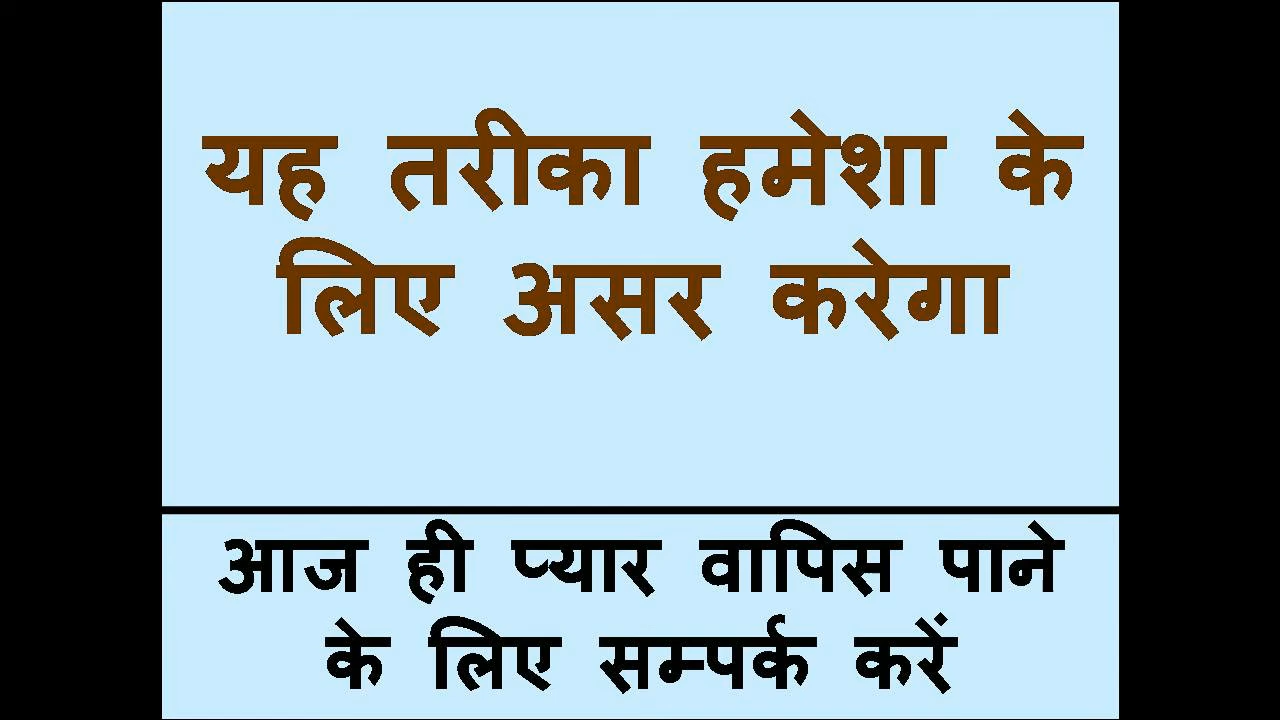 यह तरीका हमेशा के
लिए असर करेगा
आज ही प्यार वापिस पाने
के लिए सम्पर्क करें